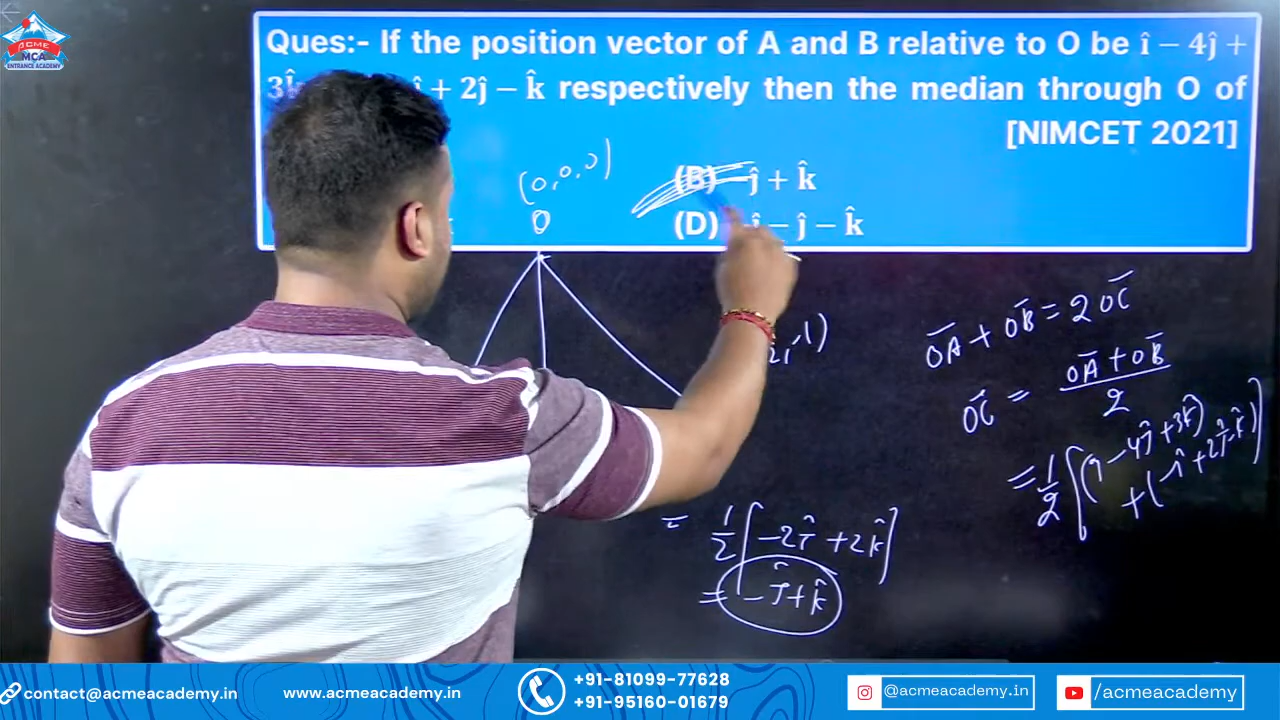 ACME
MCA
ENTRANCE ACADEMY
Ques:- If the position vector of A and B relative to O be î − 4ĵ +
3k̂ î + 2ĵ − k̂ respectively then the median through O of
[NIMCET 2021]
(0,0,0)
O
(B) −ĵ + k̂
(D) î − ĵ − k̂
2,-1)
OA̅ + OB̅ = 2OC̅
OC̅ = OA̅ + OB̅ / 2
= 1/2 [(î − 4ĵ + 3k̂)
+ (−î + 2ĵ − k̂)]
= 1/2 [−2ĵ + 2k̂]
= −ĵ + k̂
contact@acmeacademy.in
www.acmeacademy.in
+91-81099-77628
+91-95160-01679
@acmeacademy.in
/acmeacademy